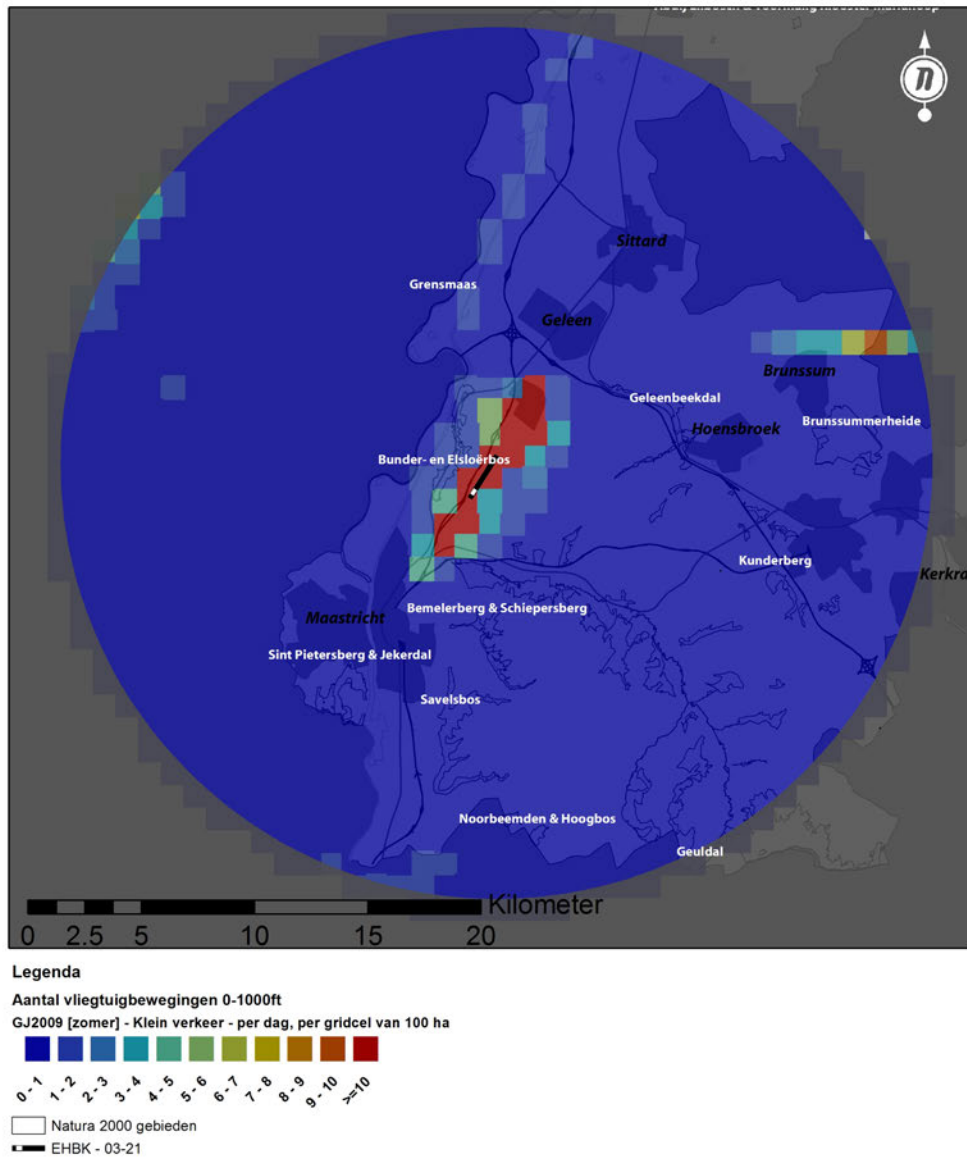 Sittard
Grensmaas
Geleen
Brunssum
Geleenbeekdal
Brunssummerheide
Hoensbroek
Bunder- en Elsloërbos
Kunderberg
Kerkra
Bemelerberg & Schiepersberg
Maastricht
Sint Pietersberg & Jekerdal
Savelsbos
Noorbeemden & Hoogbos
Geuldal
Kilometer
0 2.5 5 10 15 20
Legenda
Aantal vliegtuigbewegingen 0-1000ft
GJ2009 [zomer] - Klein verkeer - per dag, per gridcel van 100 ha
0 - 1 1 - 2 2 - 3 3 - 4 4 - 5 5 - 6 6 - 7 7 - 8 8 - 9 9 - 10 >=10
Natura 2000 gebieden
EHBK - 03-21